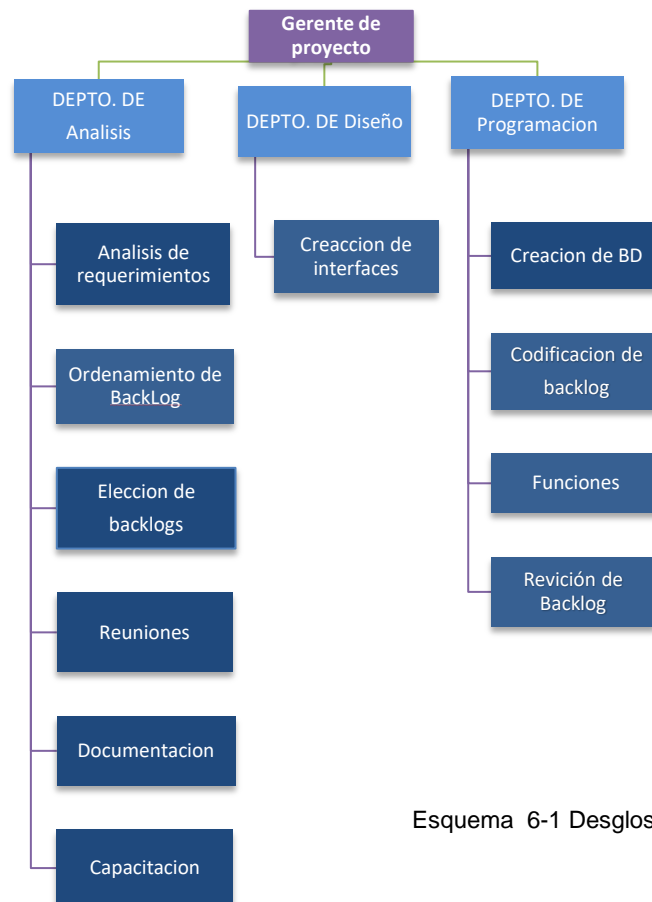 Gerente de
proyecto
DEPTO. DE
Analisis
DEPTO. DE Diseño
DEPTO. DE
Programacion
Analisis de
requerimientos
Ordenamiento de
BackLog
Eleccion de
backlogs
Reuniones
Documentacion
Capacitacion
Creaccion de
interfaces
Creacion de BD
Codificacion de
backlog
Funciones
Revición de
Backlog
Esquema 6-1 Desglos